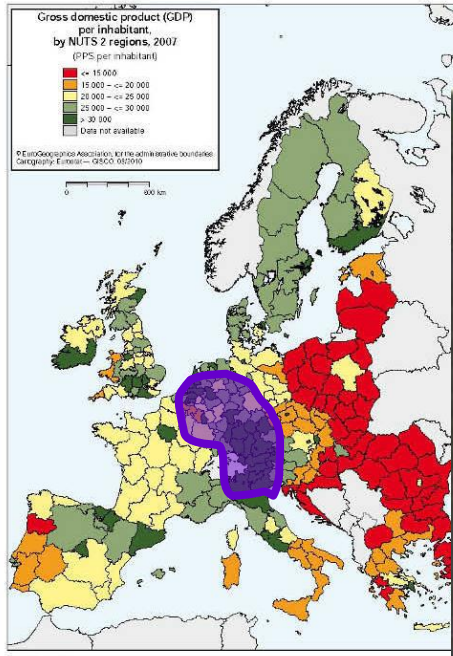 Gross domestic product (GDP)
per inhabitant,
by NUTS 2 regions, 2007
(PPS per inhabitant)
<= 15 000
15 000 – <= 20 000
20 000 – <= 25 000
25 000 – <= 30 000
> 30 000
Data not available
© EuroGeographics Association, for the administrative boundaries
Cartography: Eurostat — GISCO, 03/2010
0
600 km